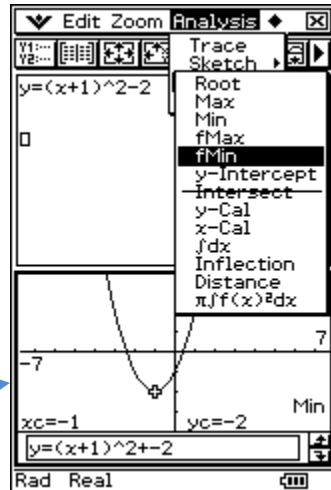 Edit Zoom Analysis
Trace
Sketch
y=(x+1)^2-2
Root
Max
Min
fMax
fMin
y-Intercept
Intersect
y-Cal
x-Cal
∫dx
Inflection
Distance
π∫f(x)²dx
7
-7
Min
xc=-1 yc=-2
y=(x+1)^2+-2
Rad Real